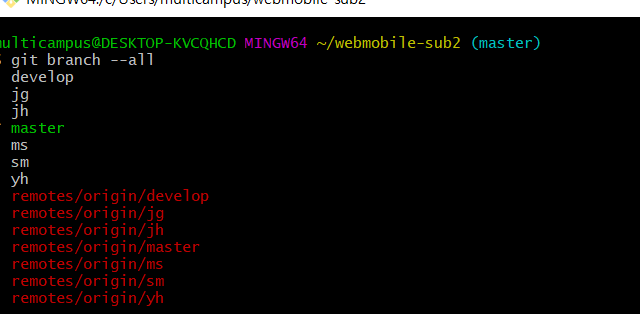 MINGW64:/c/Users/multicampus/webmobile-sub2
multicampus@DESKTOP-KVCQHCD MINGW64 ~/webmobile-sub2 (master)
$ git branch --all
develop
jg
jh
* master
ms
sm
yh
remotes/origin/develop
remotes/origin/jg
remotes/origin/jh
remotes/origin/master
remotes/origin/ms
remotes/origin/sm
remotes/origin/yh